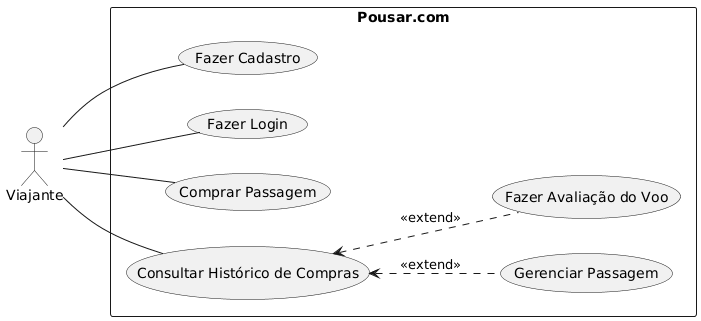 Pousar.com
Fazer Cadastro
Fazer Login
Viajante
Comprar Passagem
Fazer Avaliação do Voo
«extend»
Consultar Histórico de Compras
«extend»
Gerenciar Passagem